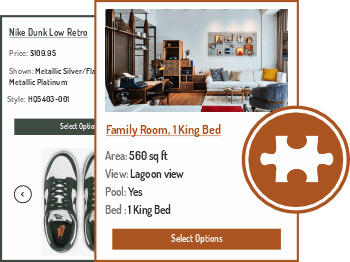 Nike Dunk Low Retro
Price: $109.95
Shown: Metallic Silver/Fla
Metallic Platinum
Style: HQ5403-001
Select Optio
Family Room, 1 King Bed
Area: 560 sq ft
View: Lagoon view
Pool: Yes
Bed : 1 King Bed
Select Options